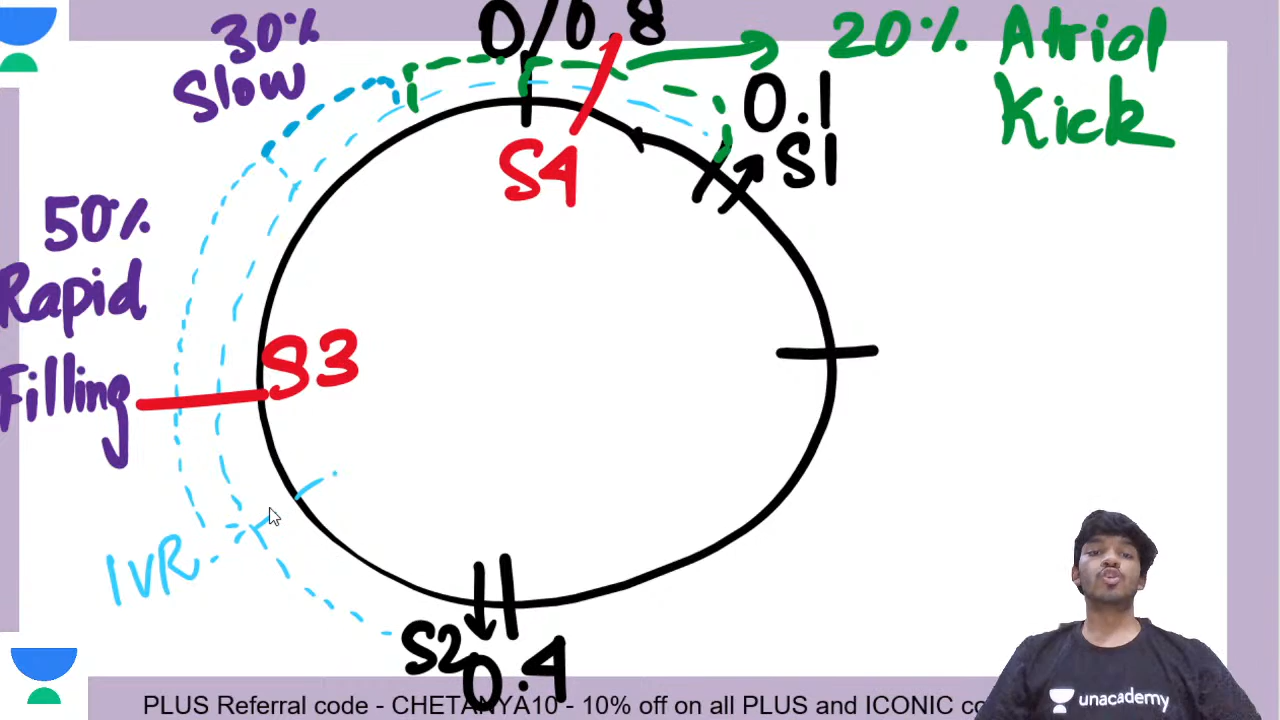 30%
Slow
0/0.8
20% Atrial
Kick
0.1
S1
S4
50%
Rapid
Filling
S3
IVR
S2
0.4
PLUS Referral code - CHETANYA10 - 10% off on all PLUS and ICONIC co
unacademy